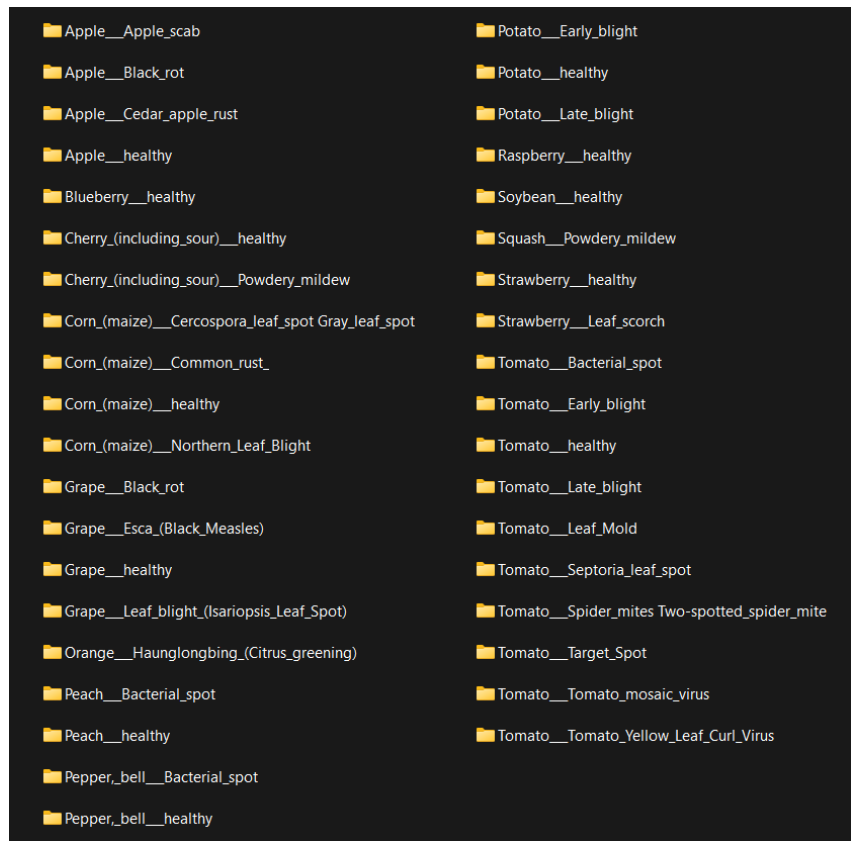 Apple___Apple_scab
Apple___Black_rot
Apple___Cedar_apple_rust
Apple___healthy
Blueberry___healthy
Cherry_(including_sour)___healthy
Cherry_(including_sour)___Powdery_mildew
Corn_(maize)___Cercospora_leaf_spot Gray_leaf_spot
Corn_(maize)___Common_rust_
Corn_(maize)___healthy
Corn_(maize)___Northern_Leaf_Blight
Grape___Black_rot
Grape___Esca_(Black_Measles)
Grape___healthy
Grape___Leaf_blight_(Isariopsis_Leaf_Spot)
Orange___Haunglongbing_(Citrus_greening)
Peach___Bacterial_spot
Peach___healthy
Pepper,_bell___Bacterial_spot
Pepper,_bell___healthy
Potato___Early_blight
Potato___healthy
Potato___Late_blight
Raspberry___healthy
Soybean___healthy
Squash___Powdery_mildew
Strawberry___healthy
Strawberry___Leaf_scorch
Tomato___Bacterial_spot
Tomato___Early_blight
Tomato___healthy
Tomato___Late_blight
Tomato___Leaf_Mold
Tomato___Septoria_leaf_spot
Tomato___Spider_mites Two-spotted_spider_mite
Tomato___Target_Spot
Tomato___Tomato_mosaic_virus
Tomato___Tomato_Yellow_Leaf_Curl_Virus